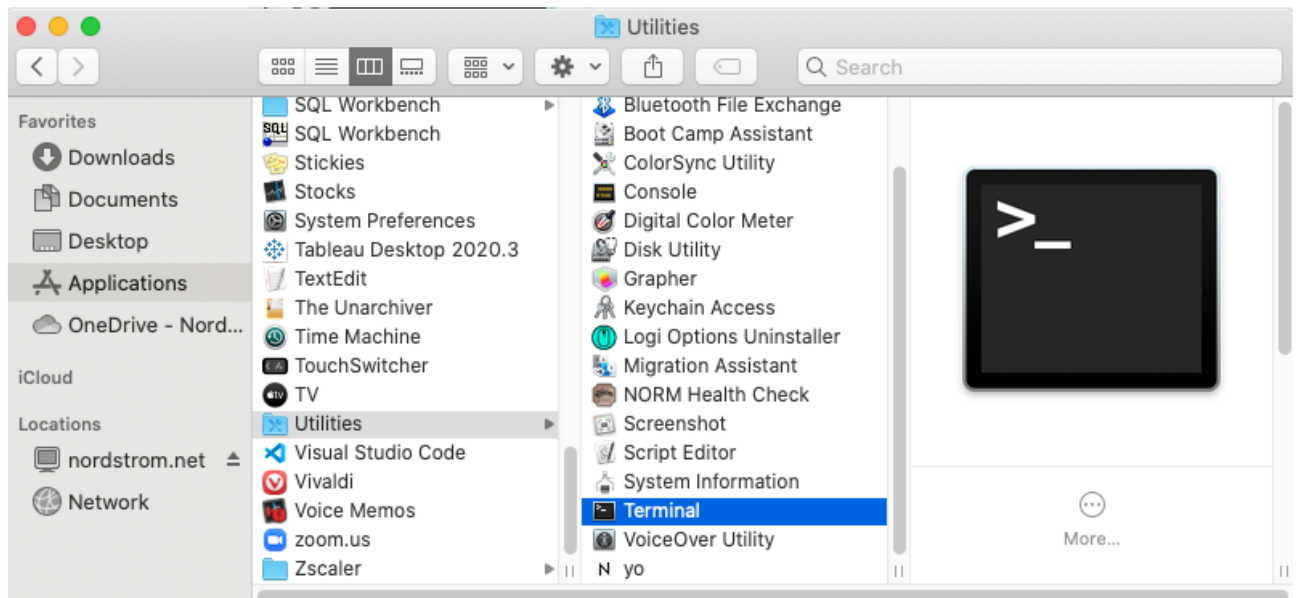 Utilities
Search
Favorites
Downloads
Documents
Desktop
Applications
OneDrive - Nord...
iCloud
Locations
nordstrom.net
Network
SQL Workbench
SQL Workbench
Stickies
Stocks
System Preferences
Tableau Desktop 2020.3
TextEdit
The Unarchiver
Time Machine
TouchSwitcher
TV
Utilities
Visual Studio Code
Vivaldi
Voice Memos
zoom.us
Zscaler
Bluetooth File Exchange
Boot Camp Assistant
ColorSync Utility
Console
Digital Color Meter
Disk Utility
Grapher
Keychain Access
Logi Options Uninstaller
Migration Assistant
NORM Health Check
Screenshot
Script Editor
System Information
Terminal
VoiceOver Utility
yo
>_
More...